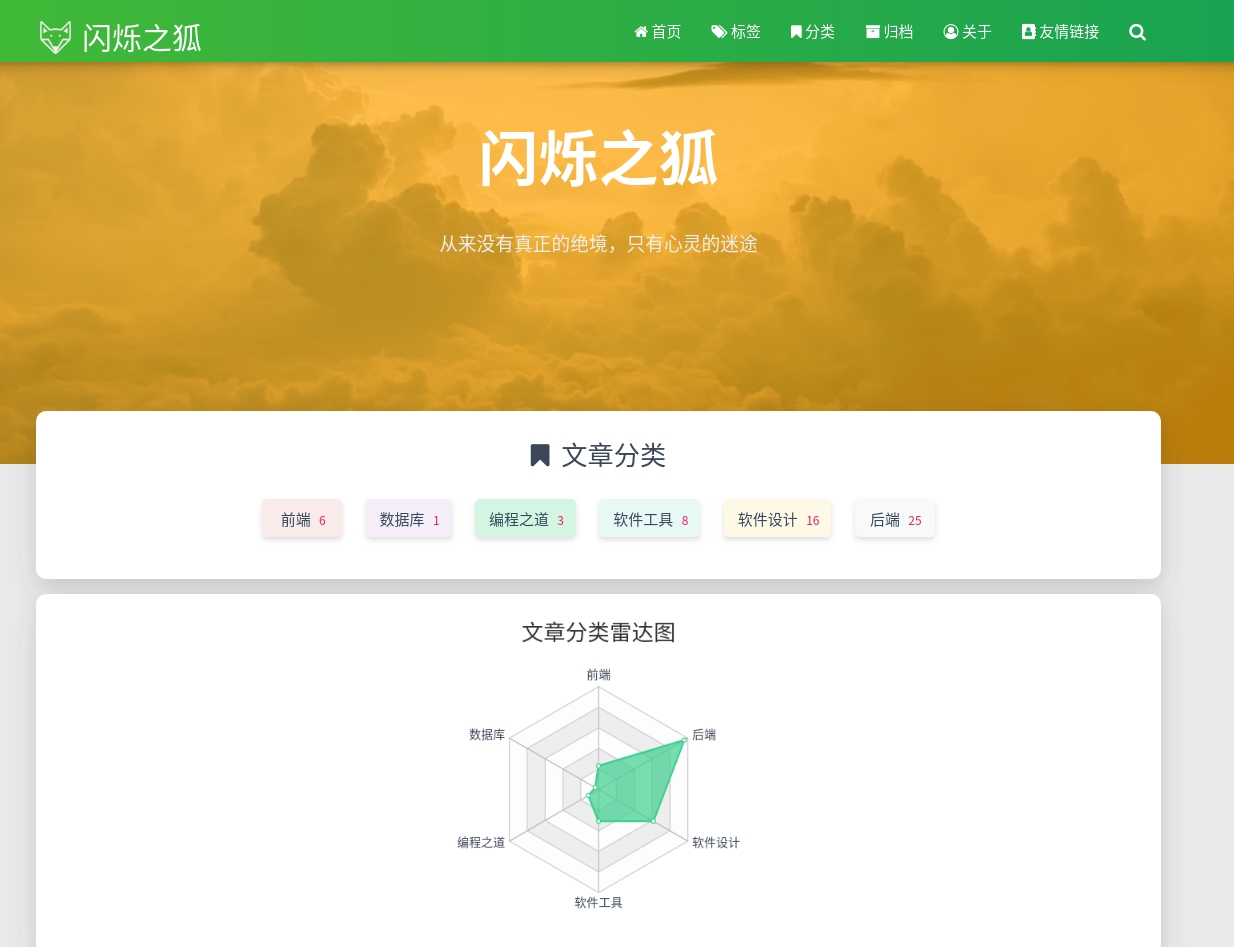 闪烁之狐
首页 标签 分类 归档 关于 友情链接
闪烁之狐
从来没有真正的绝境，只有心灵的迷途
文章分类
前端 6 数据库 1 编程之道 3 软件工具 8 软件设计 16 后端 25
文章分类雷达图
前端
数据库 后端
编程之道 软件设计
软件工具